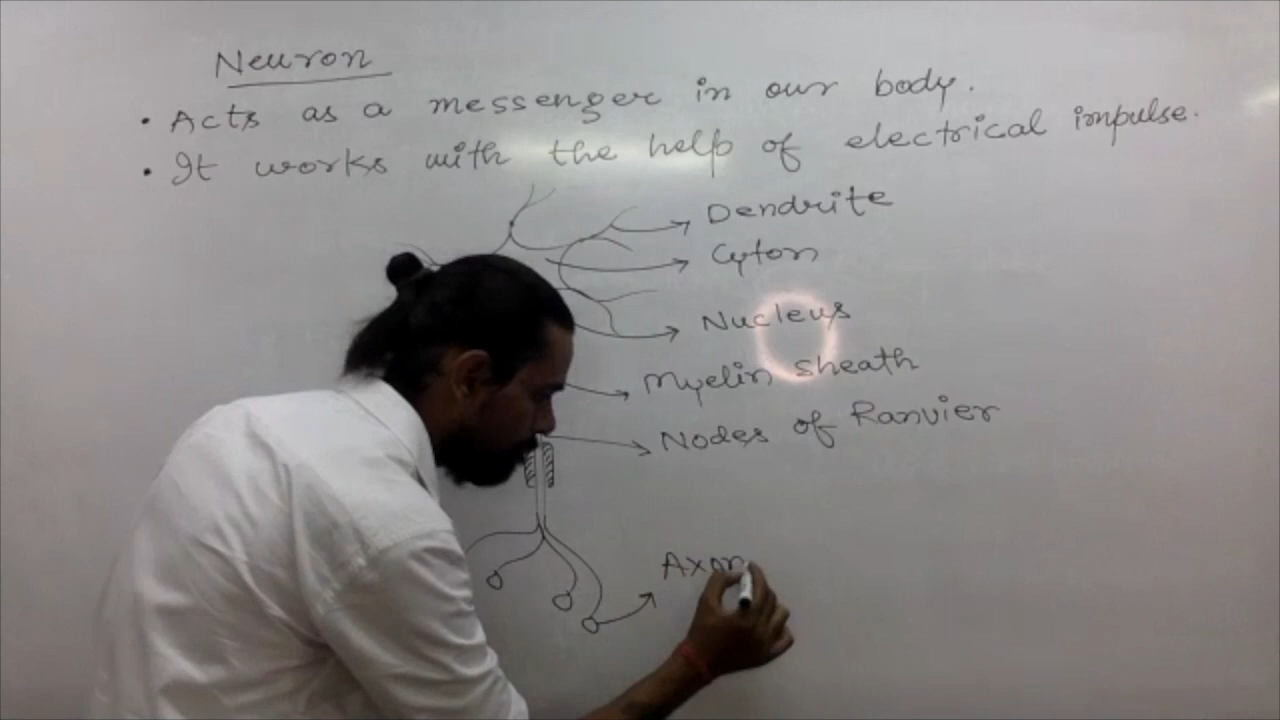 Neuron
• Acts as a messenger in our body.
• It works with the help of electrical impulse.
Dendrite
Cyton
Nucleus
Myelin sheath
Nodes of Ranvier
Axon